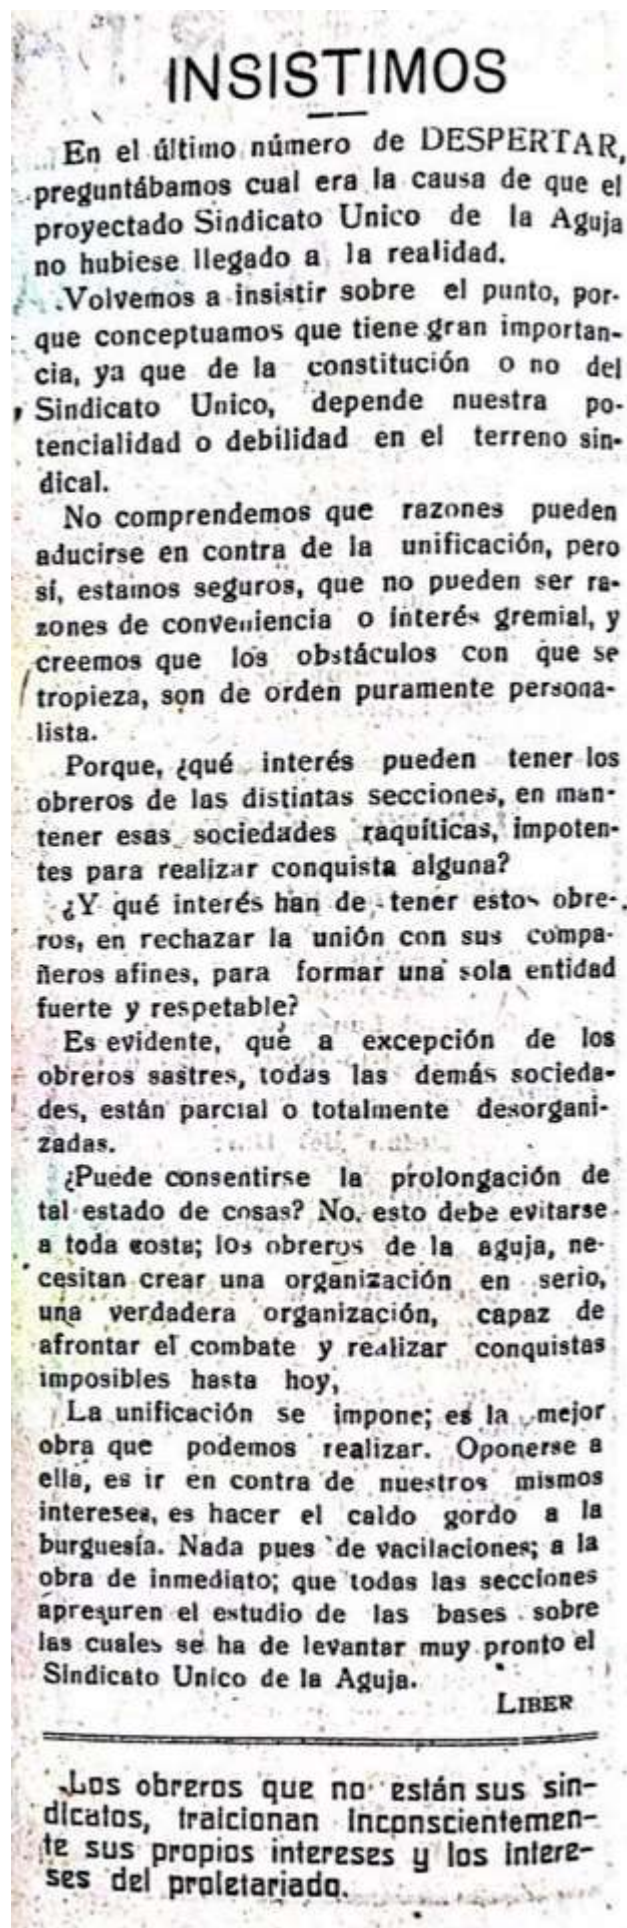 INSISTIMOS
En el último número de DESPERTAR,
preguntábamos cual era la causa de que el
proyectado Sindicato Unico de la Aguja
no hubiese llegado a la realidad.
Volvemos a insistir sobre el punto, por-
que conceptuamos que tiene gran importan-
cia, ya que de la constitución o no del
Sindicato Unico, depende nuestra po-
tencialidad o debilidad en el terreno sin-
dical.
No comprendemos que razones pueden
aducirse en contra de la unificación, pero
sí, estamos seguros, que no pueden ser ra-
zones de conveniencia o interés gremial, y
creemos que los obstáculos con que se
tropieza, son de orden puramente persona-
lista.
Porque, ¿qué interés pueden tener los
obreros de las distintas secciones, en man-
tener esas sociedades raquíticas, impoten-
tes para realizar conquista alguna?
¿Y qué interés han de tener estos obre-
ros, en rechazar la unión con sus compa-
ñeros afines, para formar una sola entidad
fuerte y respetable?
Es evidente, que a excepción de los
obreros sastres, todas las demás socieda-
des, están parcial o totalmente desorgani-
zadas.
¿Puede consentirse la prolongación de
tal estado de cosas? No, esto debe evitarse
a toda costa; los obreros de la aguja, ne-
cesitan crear una organización en serio,
una verdadera organización, capaz de
afrontar el combate y realizar conquistas
imposibles hasta hoy,
La unificación se impone; es la mejor
obra que podemos realizar. Oponerse a
ella, es ir en contra de nuestros mismos
intereses, es hacer el caldo gordo a la
burguesía. Nada pues de vacilaciones; a la
obra de inmediato; que todas las secciones
apresuren el estudio de las bases sobre
las cuales se ha de levantar muy pronto el
Sindicato Unico de la Aguja.
LIBER
Los obreros que no están sus sin-
dicatos, traicionan inconscientemen-
te sus propios intereses y los intere-
ses del proletariado.